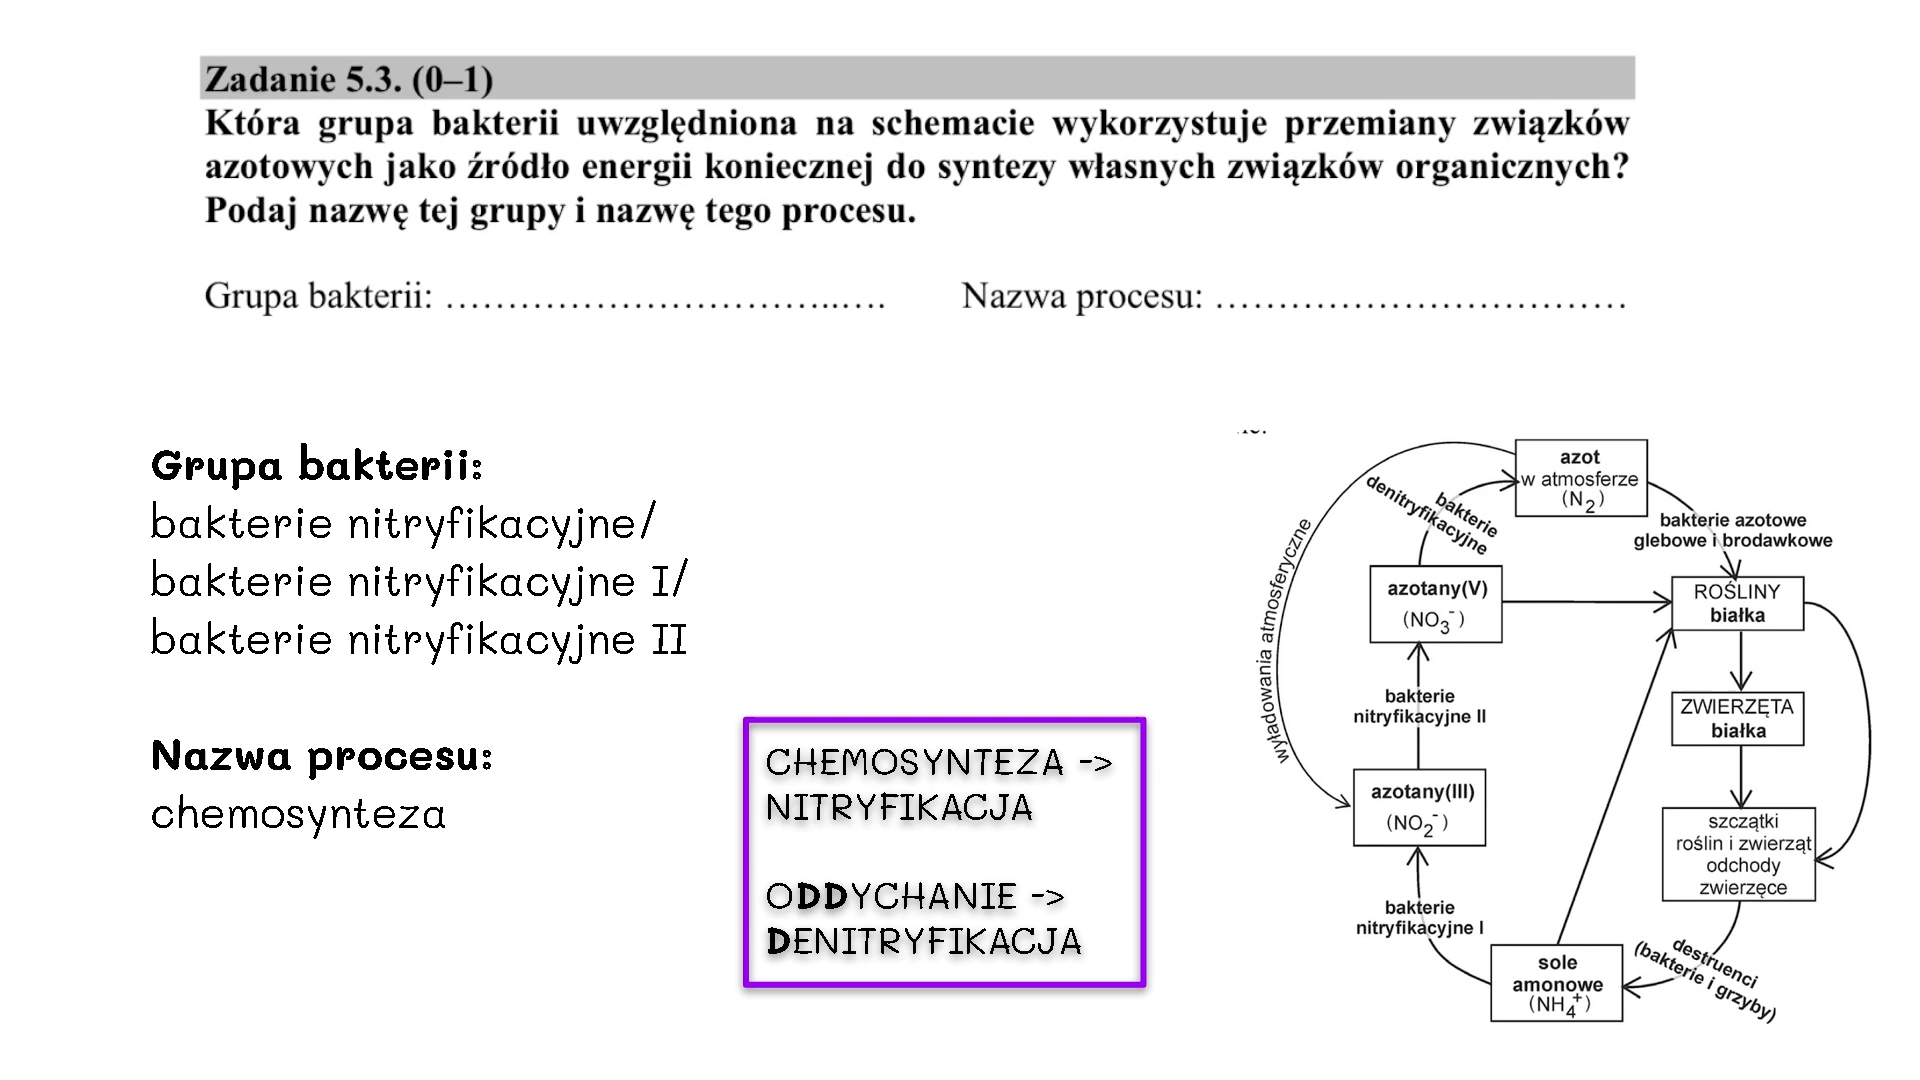 Zadanie 5.3. (0–1)
Która grupa bakterii uwzględniona na schemacie wykorzystuje przemiany związków
azotowych jako źródło energii koniecznej do syntezy własnych związków organicznych?
Podaj nazwę tej grupy i nazwę tego procesu.
Grupa bakterii: …………………………..…. Nazwa procesu: ……………………………
Grupa bakterii:
bakterie nitryfikacyjne/
bakterie nitryfikacyjne I/
bakterie nitryfikacyjne II
Nazwa procesu:
chemosynteza
CHEMOSYNTEZA ->
NITRYFIKACJA
ODDYCHANIE ->
DENITRYFIKACJA
azot
w atmosferze
(N2)
bakterie
denitryfikacyjne
bakterie azotowe
glebowe i brodawkowe
wyładowania atmosferyczne
azotany(V)
(NO3-)
ROŚLINY
białka
bakterie
nitryfikacyjne II
ZWIERZĘTA
białka
azotany(III)
(NO2-)
szczątki
roślin i zwierząt
odchody
zwierzęce
bakterie
nitryfikacyjne I
sole
amonowe
(NH4+)
destruenci
(bakterie i grzyby)